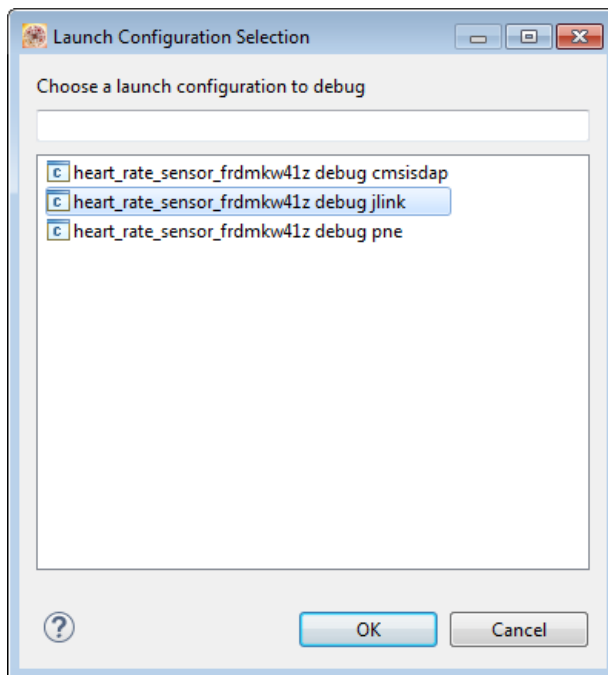 Launch Configuration Selection
Choose a launch configuration to debug
heart_rate_sensor_frdmkw41z debug cmsisdap
heart_rate_sensor_frdmkw41z debug jlink
heart_rate_sensor_frdmkw41z debug pne
OK
Cancel